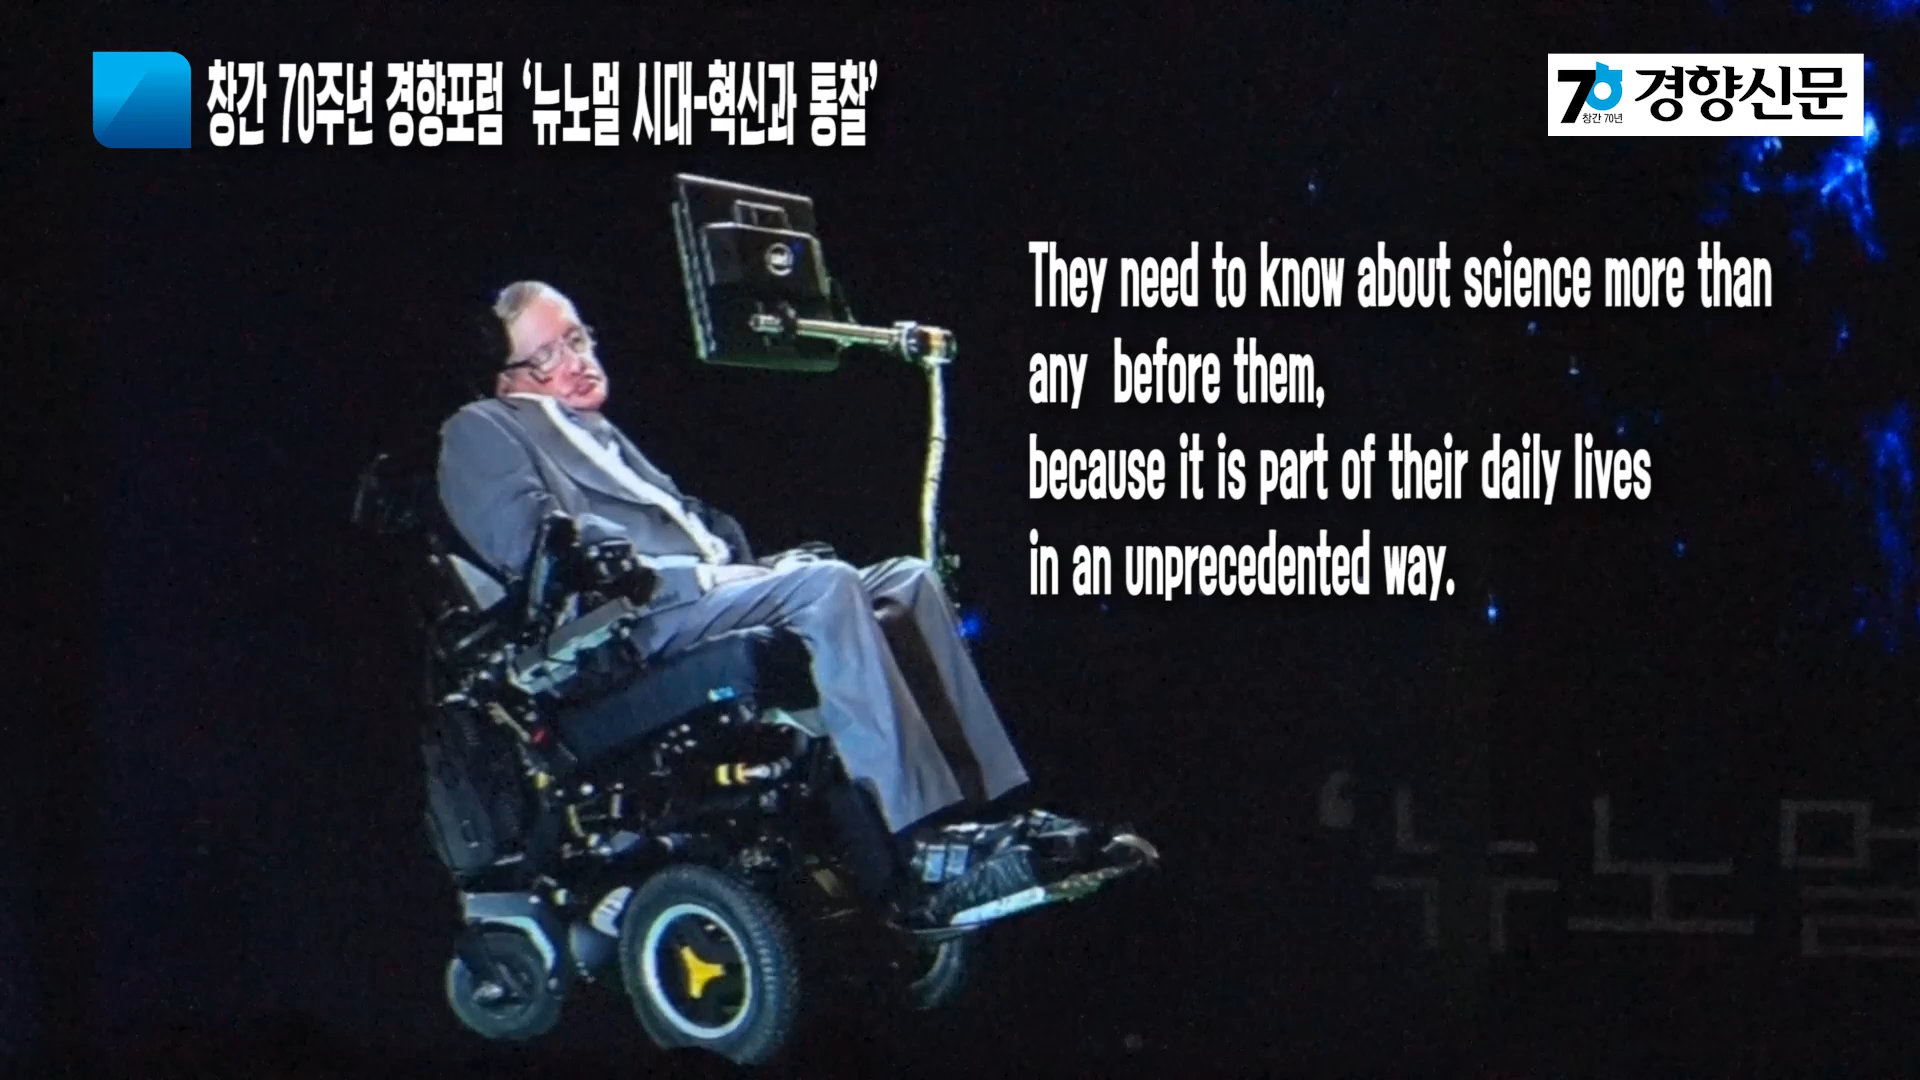 창간 70주년 경향포럼 ‘뉴노멀 시대-혁신과 통찰’
70 경향신문
창간 70년
They need to know about science more than
any before them,
because it is part of their daily lives
in an unprecedented way.
‘뉴노멀